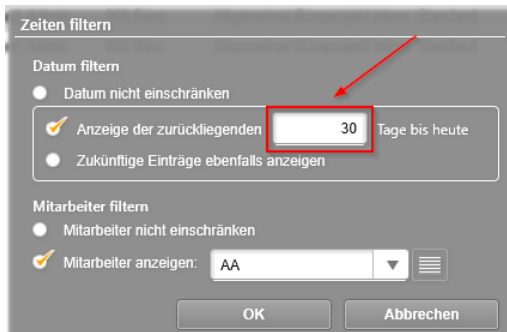 Zeiten filtern
Datum filtern
Datum nicht einschränken
Anzeige der zurückliegenden 30 Tage bis heute
Zukünftige Einträge ebenfalls anzeigen
Mitarbeiter filtern
Mitarbeiter nicht einschränken
Mitarbeiter anzeigen: AA
OK Abbrechen